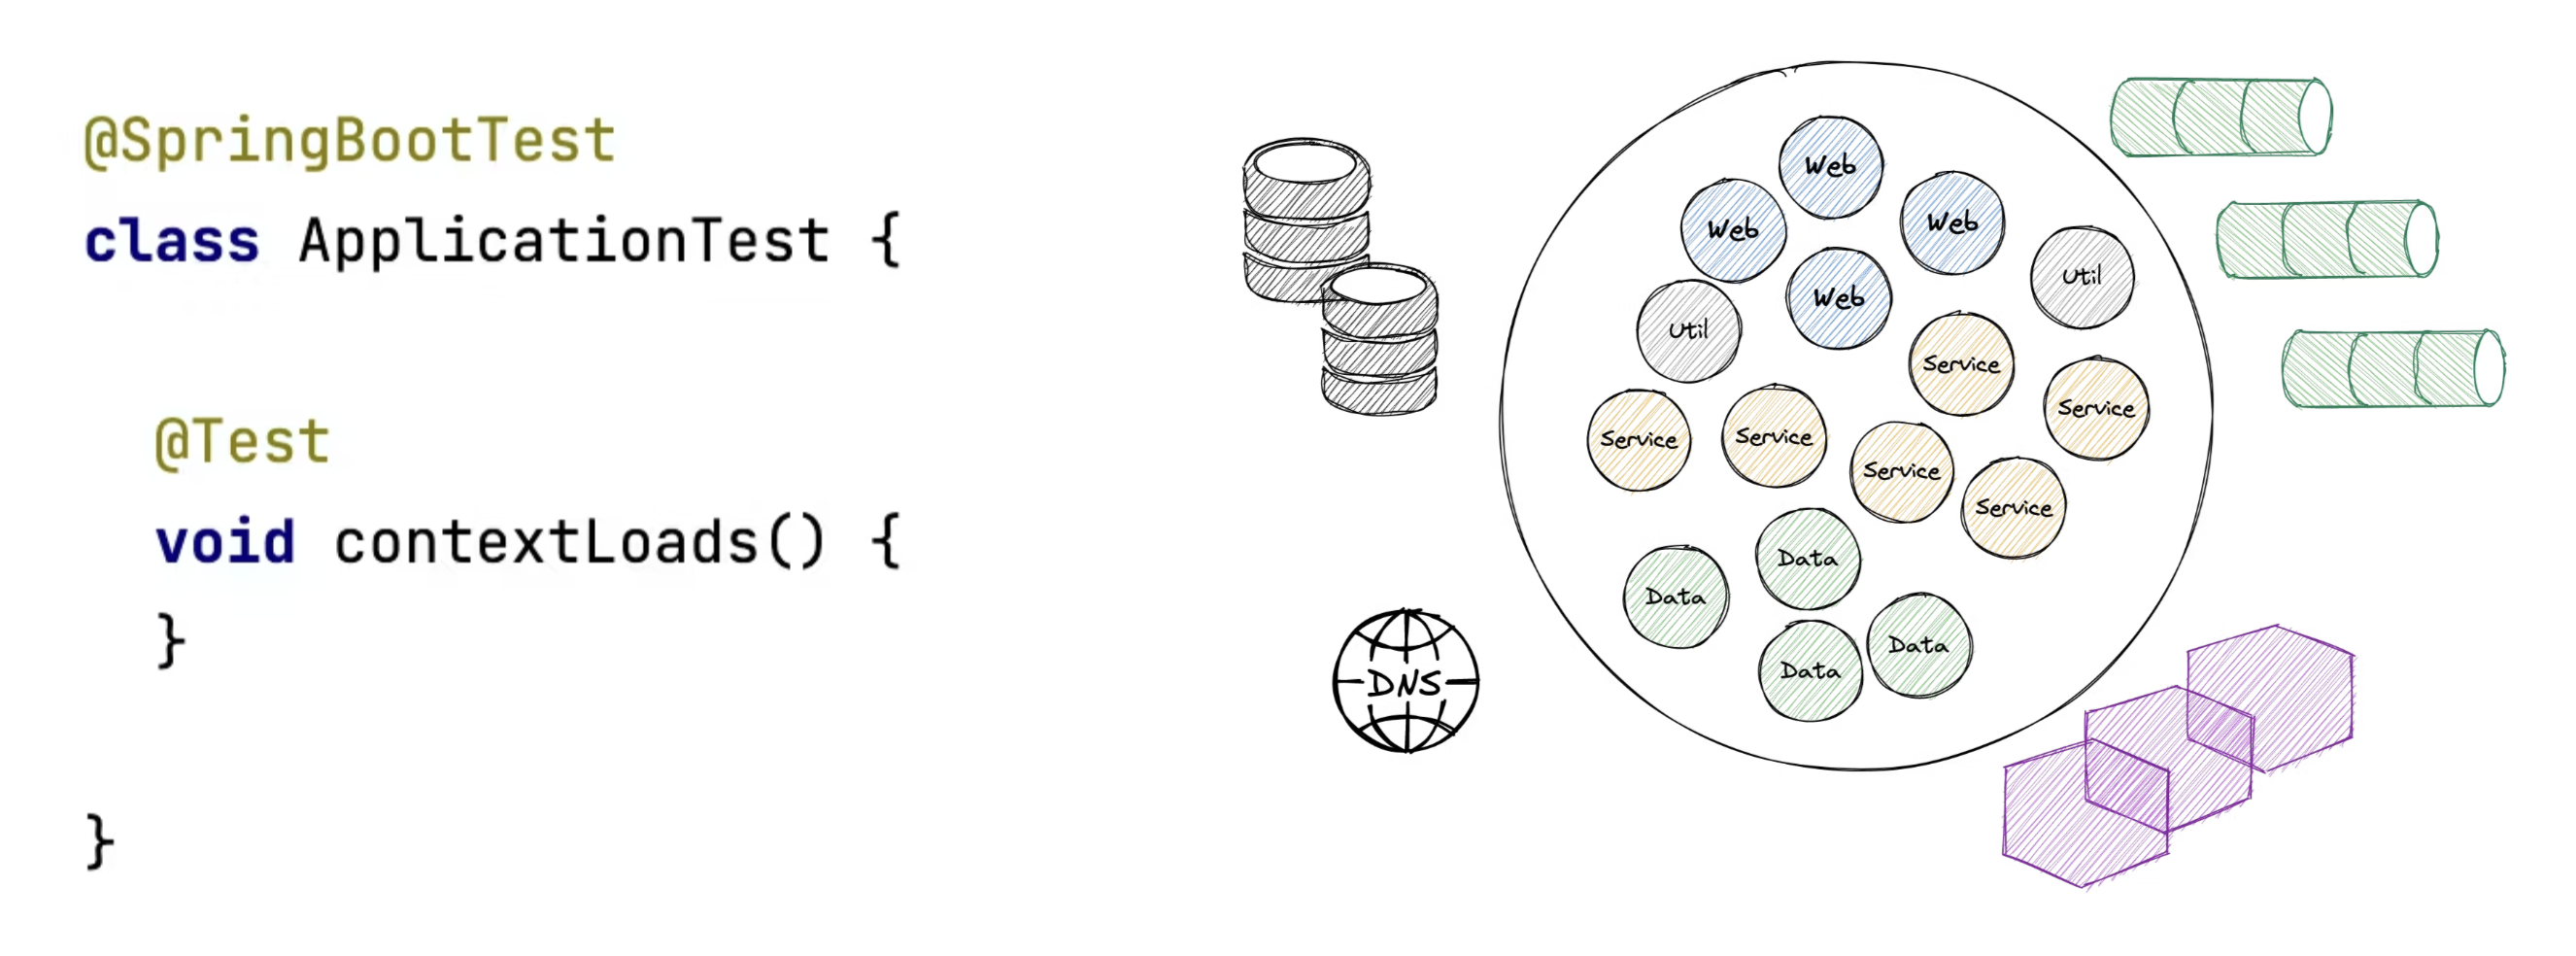 @SpringBootTest
class ApplicationTest {
@Test
void contextLoads() {
}
}
Web
Web
Web
Util
Web
Util
Service
Service
Service
Service
Service
Service
Data
Data
Data
Data
DNS